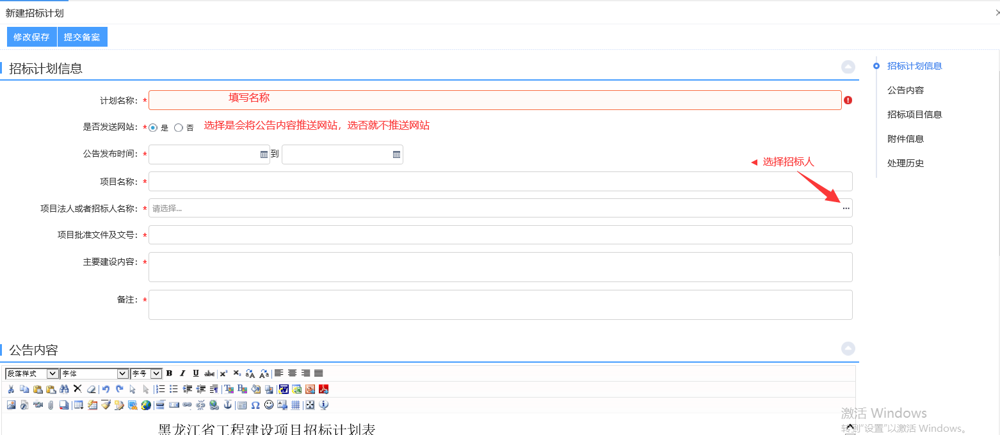 新建招标计划
修改保存 提交备案
招标计划信息
计划名称：* 填写名称
是否发送网站：* 是 否 选择是会将公告内容推送网站，选否就不推送网站
公告发布时间：* 到
选择招标人
项目名称：*
项目法人或者招标人名称：* 请选择... ...
项目批准文件及文号：*
主要建设内容：*
备注：*
招标计划信息
公告内容
招标项目信息
附件信息
处理历史
公告内容
段落样式 字体 字号 B I U abc
黑龙江省工程建设项目招标计划表
激活 Windows
转到"设置"以激活 Windows。